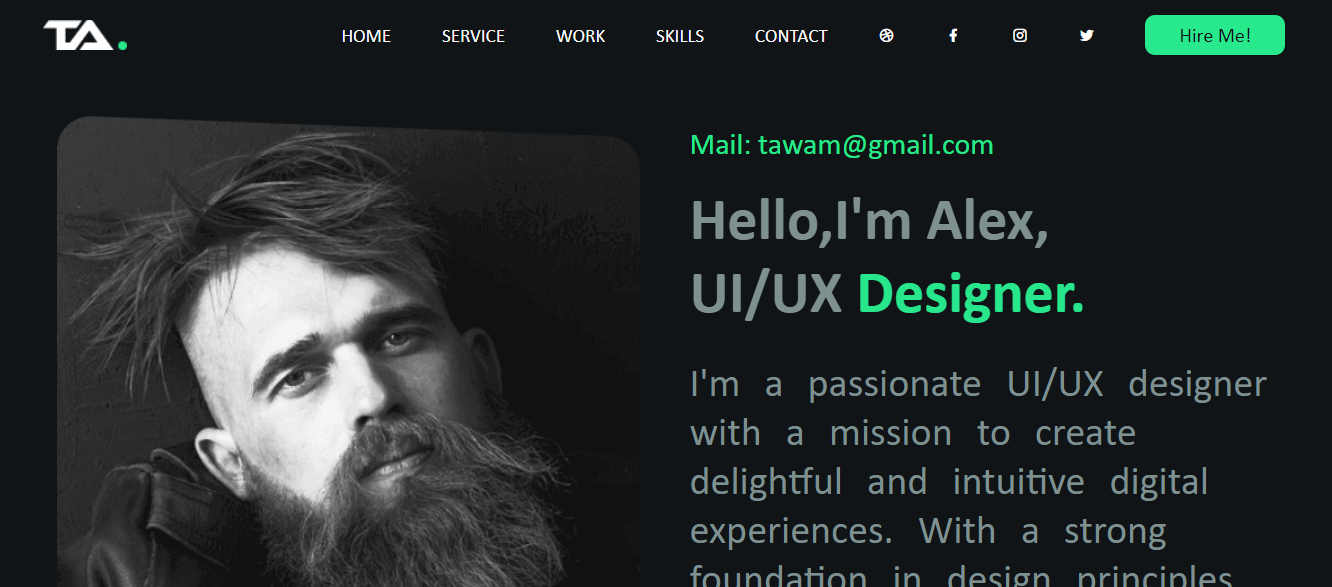 TA.
HOME SERVICE WORK SKILLS CONTACT Hire Me!
Mail: tawam@gmail.com
Hello,I'm Alex,
UI/UX Designer.
I'm a passionate UI/UX designer
with a mission to create
delightful and intuitive digital
experiences. With a strong
foundation in design principles